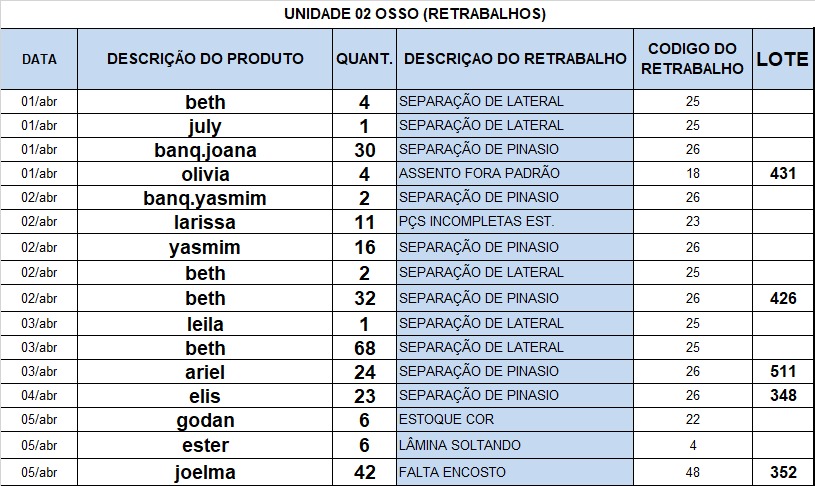 UNIDADE 02 OSSO (RETRABALHOS)
DATA DESCRIÇÃO DO PRODUTO QUANT. DESCRIÇAO DO RETRABALHO CODIGO DO RETRABALHO LOTE
01/abr beth 4 SEPARAÇÃO DE LATERAL 25
01/abr july 1 SEPARAÇÃO DE LATERAL 25
01/abr banq.joana 30 SEPARAÇÃO DE PINASIO 26
01/abr olivia 4 ASSENTO FORA PADRÃO 18 431
02/abr banq.yasmim 2 SEPARAÇÃO DE PINASIO 26
02/abr larissa 11 PÇS INCOMPLETAS EST. 23
02/abr yasmim 16 SEPARAÇÃO DE PINASIO 26
02/abr beth 2 SEPARAÇÃO DE LATERAL 25
02/abr beth 32 SEPARAÇÃO DE PINASIO 26 426
03/abr leila 1 SEPARAÇÃO DE LATERAL 25
03/abr beth 68 SEPARAÇÃO DE LATERAL 25
03/abr ariel 24 SEPARAÇÃO DE PINASIO 26 511
04/abr elis 23 SEPARAÇÃO DE PINASIO 26 348
05/abr godan 6 ESTOQUE COR 22
05/abr ester 6 LÂMINA SOLTANDO 4
05/abr joelma 42 FALTA ENCOSTO 48 352